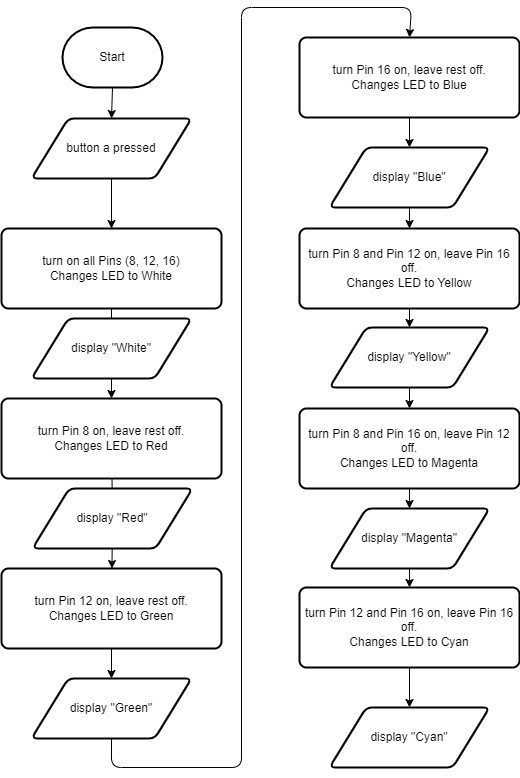 Start
button a pressed
turn on all Pins (8, 12, 16)
Changes LED to White
display "White"
turn Pin 8 on, leave rest off.
Changes LED to Red
display "Red"
turn Pin 12 on, leave rest off.
Changes LED to Green
display "Green"
turn Pin 16 on, leave rest off.
Changes LED to Blue
display "Blue"
turn Pin 8 and Pin 12 on, leave Pin 16
off.
Changes LED to Yellow
display "Yellow"
turn Pin 8 and Pin 16 on, leave Pin 12
off.
Changes LED to Magenta
display "Magenta"
turn Pin 12 and Pin 16 on, leave Pin 16
off.
Changes LED to Cyan
display "Cyan"